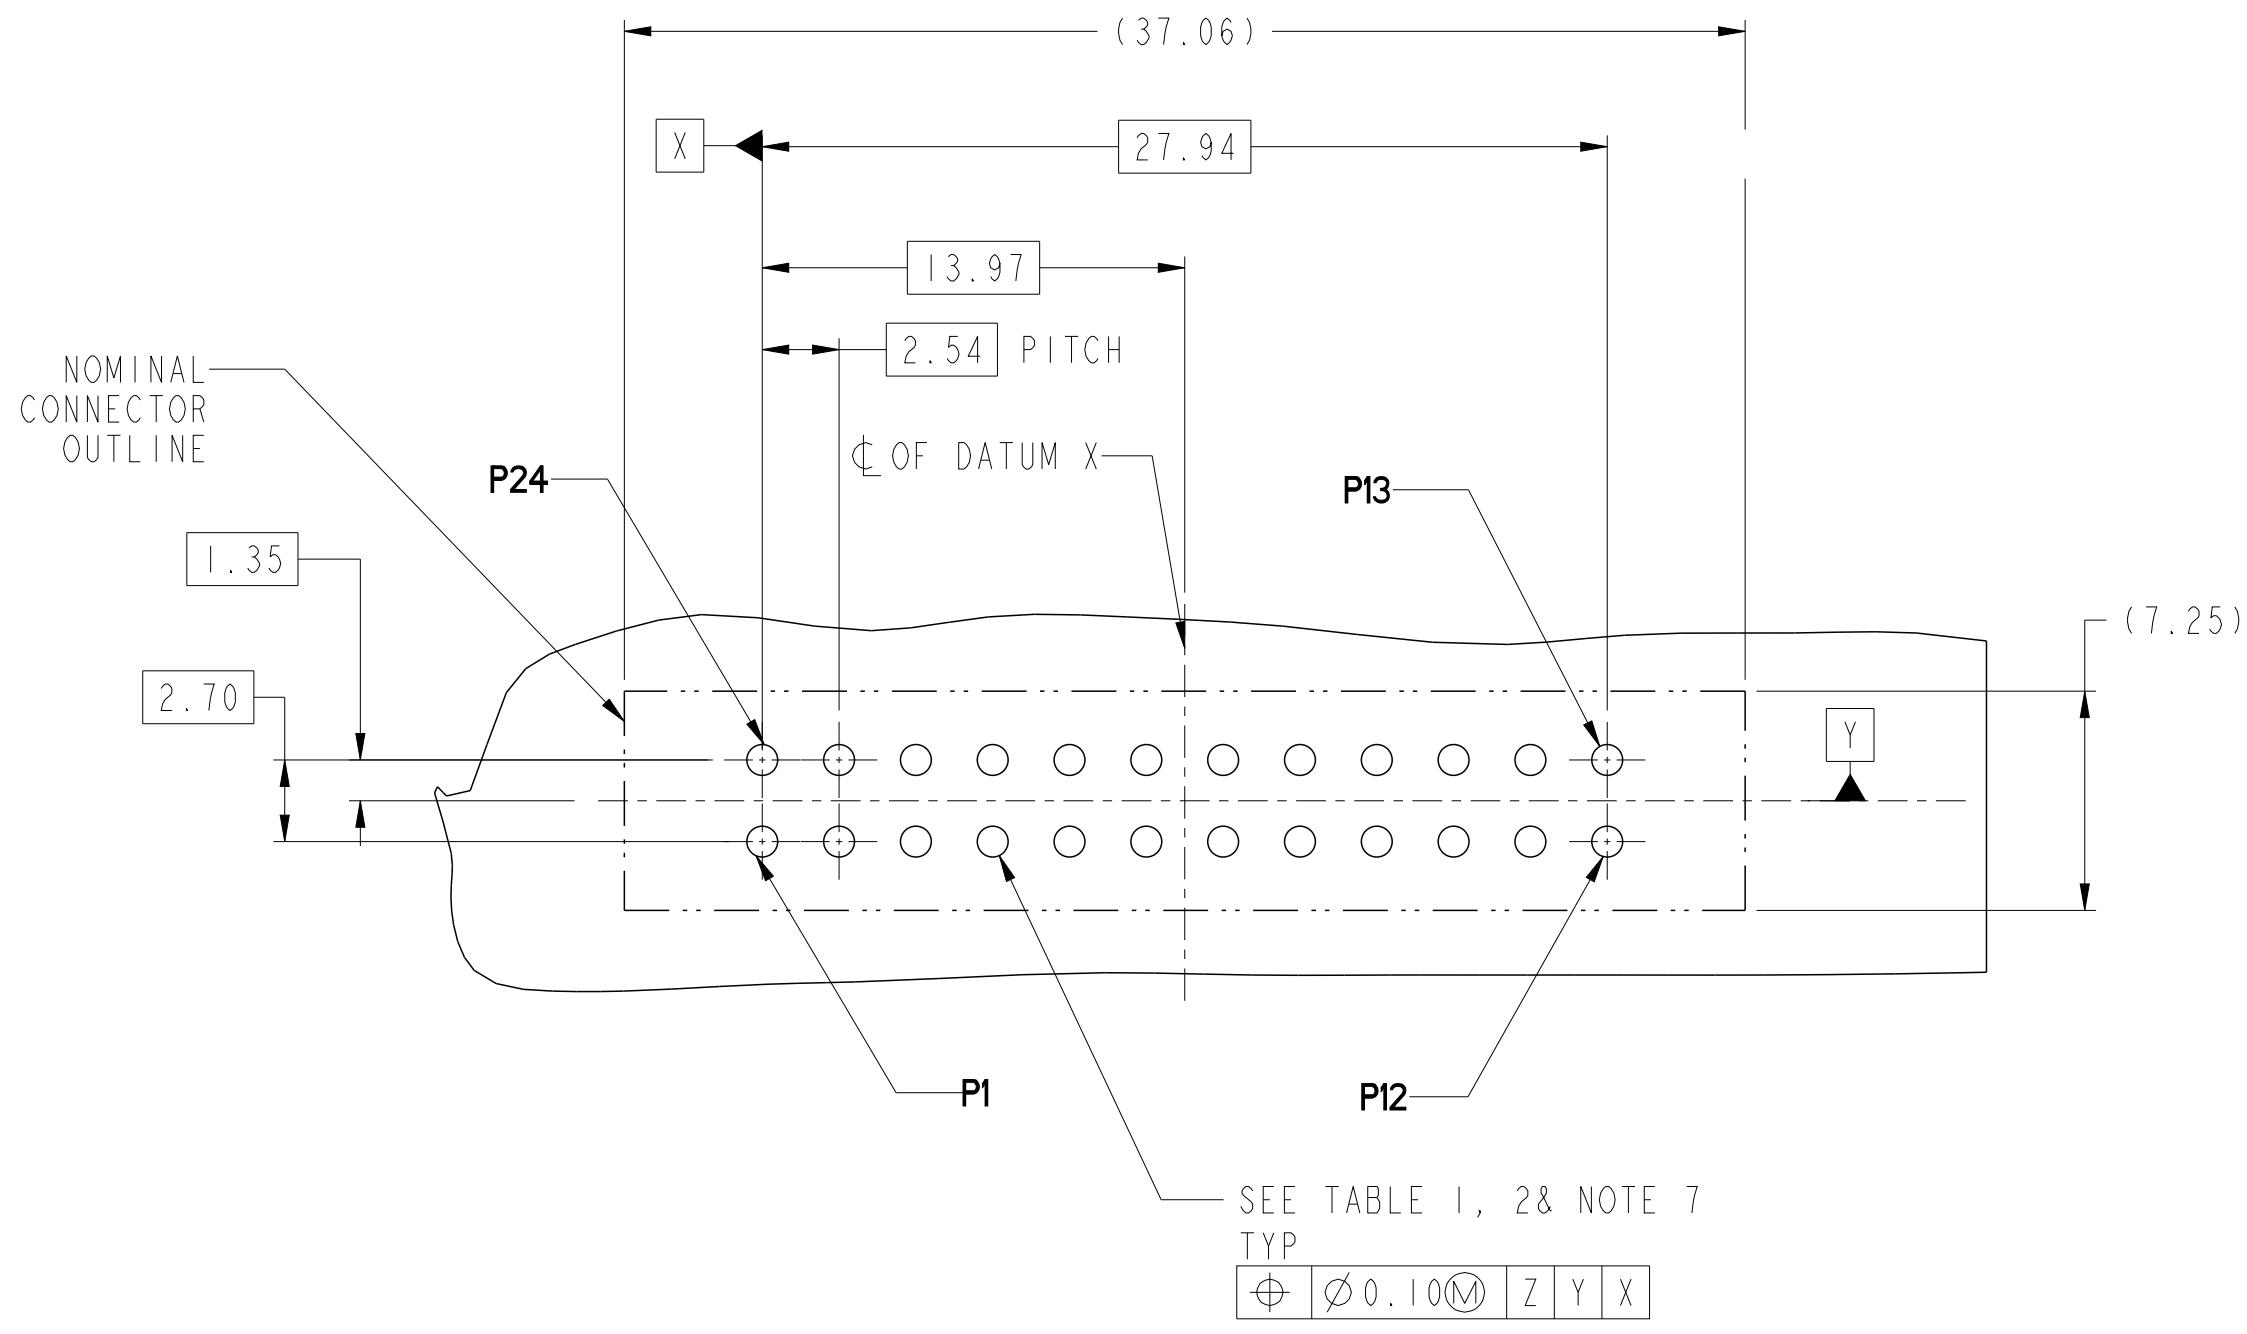 (37.06)
X
27.94
13.97
2.54 PITCH
NOMINAL
CONNECTOR
OUTLINE
℄ OF DATUM X
P24
P13
1.35
(7.25)
2.70
Y
P1
P12
SEE TABLE 1, 2& NOTE 7
TYP
⌖ Ø0.10Ⓜ Z Y X